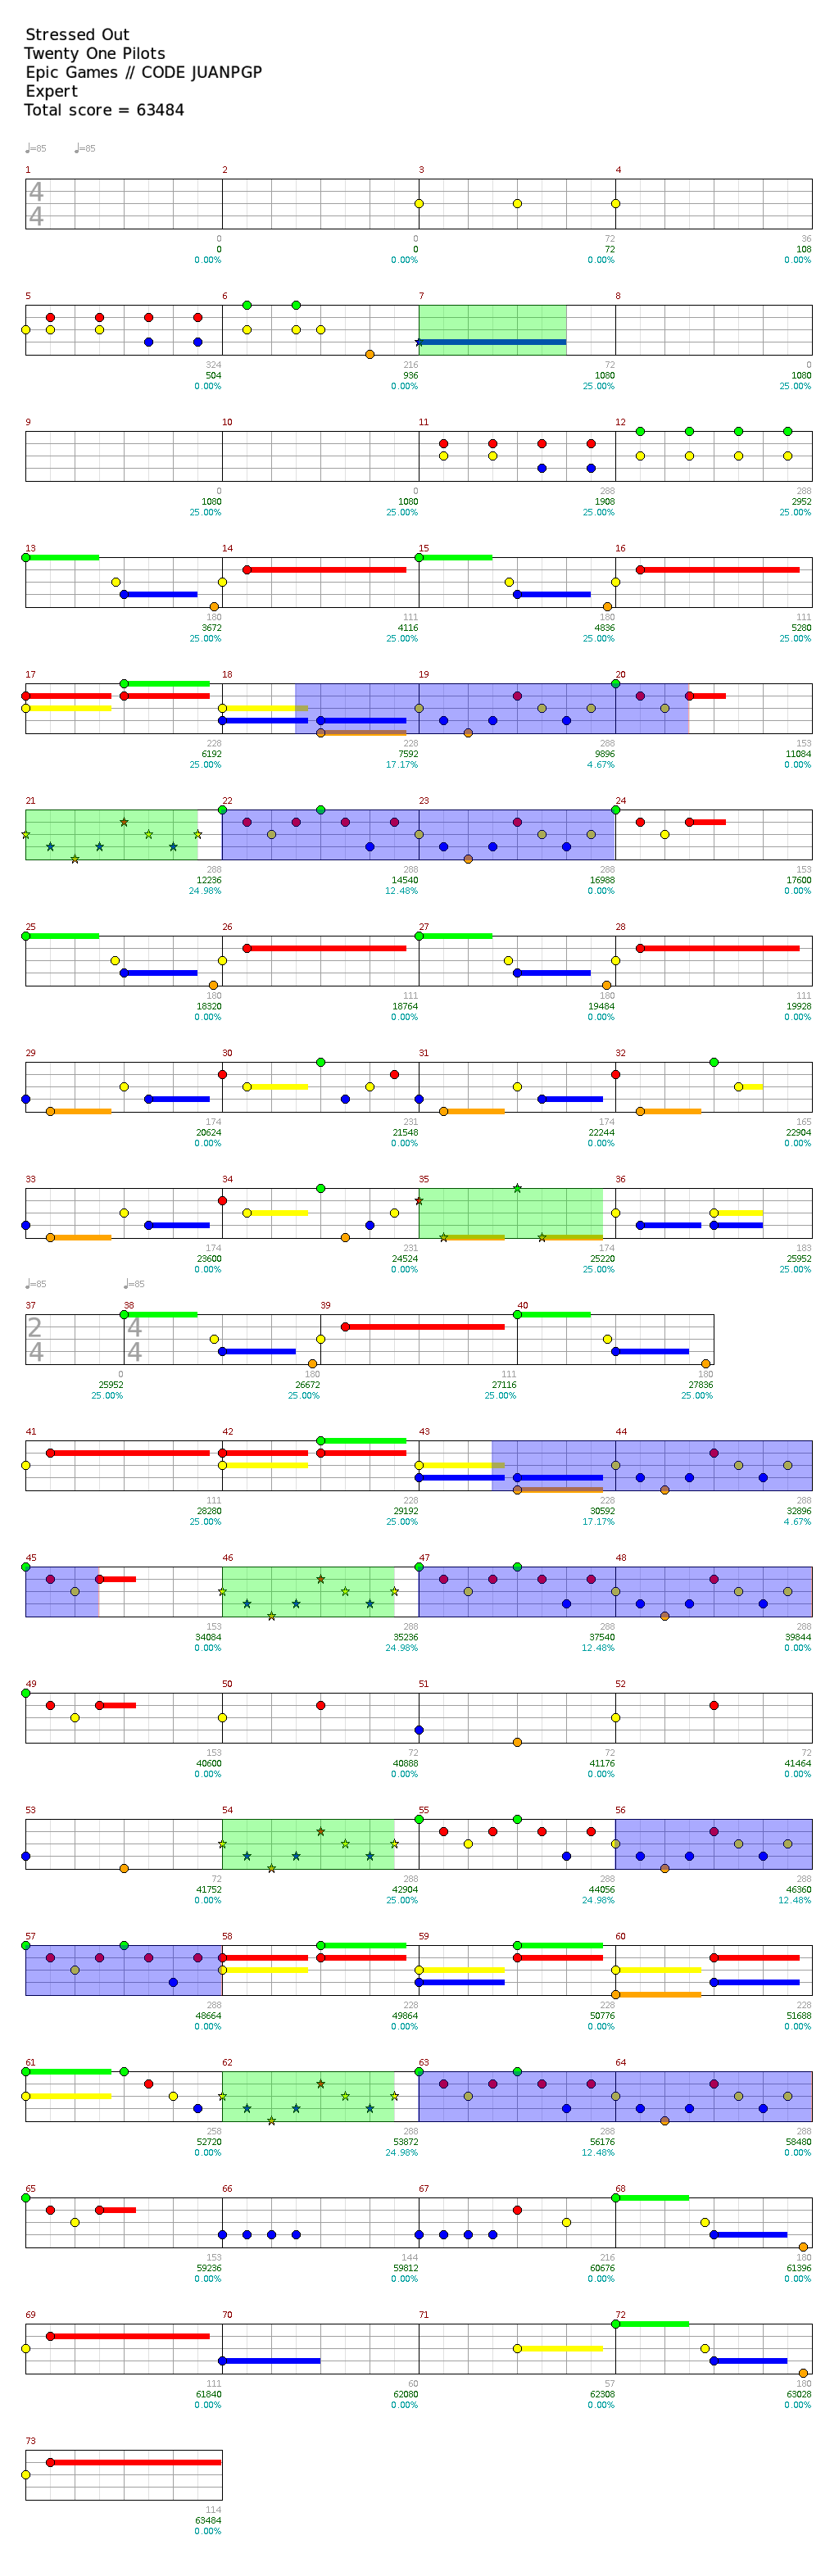 Stressed Out
Twenty One Pilots
Epic Games // CODE JUANPGP
Expert
Total score = 63484
♩=85 ♩=85
1 2 3 4
4
4
0 0 72 36
0 0 72 108
0.00% 0.00% 0.00% 0.00%
5 6 7 8
324 216 72 0
504 936 1080 1080
0.00% 0.00% 25.00% 25.00%
9 10 11 12
0 0 288 288
1080 1080 1908 2952
25.00% 25.00% 25.00% 25.00%
13 14 15 16
180 111 180 111
3672 4116 4836 5280
25.00% 25.00% 25.00% 25.00%
17 18 19 20
228 228 288 153
6192 7592 9896 11084
25.00% 17.17% 4.67% 0.00%
21 22 23 24
288 288 288 153
12236 14540 16988 17600
24.98% 12.48% 0.00% 0.00%
25 26 27 28
180 111 180 111
18320 18764 19484 19928
0.00% 0.00% 0.00% 0.00%
29 30 31 32
174 231 174 165
20624 21548 22244 22904
0.00% 0.00% 0.00% 0.00%
33 34 35 36
174 231 174 183
23600 24524 25220 25952
0.00% 0.00% 25.00% 25.00%
♩=85 ♩=85
37 38 39 40
2 4
4 4
0 180 111 180
25952 26672 27116 27836
25.00% 25.00% 25.00% 25.00%
41 42 43 44
111 228 228 288
28280 29192 30592 32896
25.00% 25.00% 17.17% 4.67%
45 46 47 48
153 288 288 288
34084 35236 37540 39844
0.00% 24.98% 12.48% 0.00%
49 50 51 52
153 72 72 72
40600 40888 41176 41464
0.00% 0.00% 0.00% 0.00%
53 54 55 56
72 288 288 288
41752 42904 44056 46360
0.00% 25.00% 24.98% 12.48%
57 58 59 60
288 228 228 228
48664 49864 50776 51688
0.00% 0.00% 0.00% 0.00%
61 62 63 64
258 288 288 288
52720 53872 56176 58480
0.00% 24.98% 12.48% 0.00%
65 66 67 68
153 144 216 180
59236 59812 60676 61396
0.00% 0.00% 0.00% 0.00%
69 70 71 72
111 60 57 180
61840 62080 62308 63028
0.00% 0.00% 0.00% 0.00%
73
114
63484
0.00%